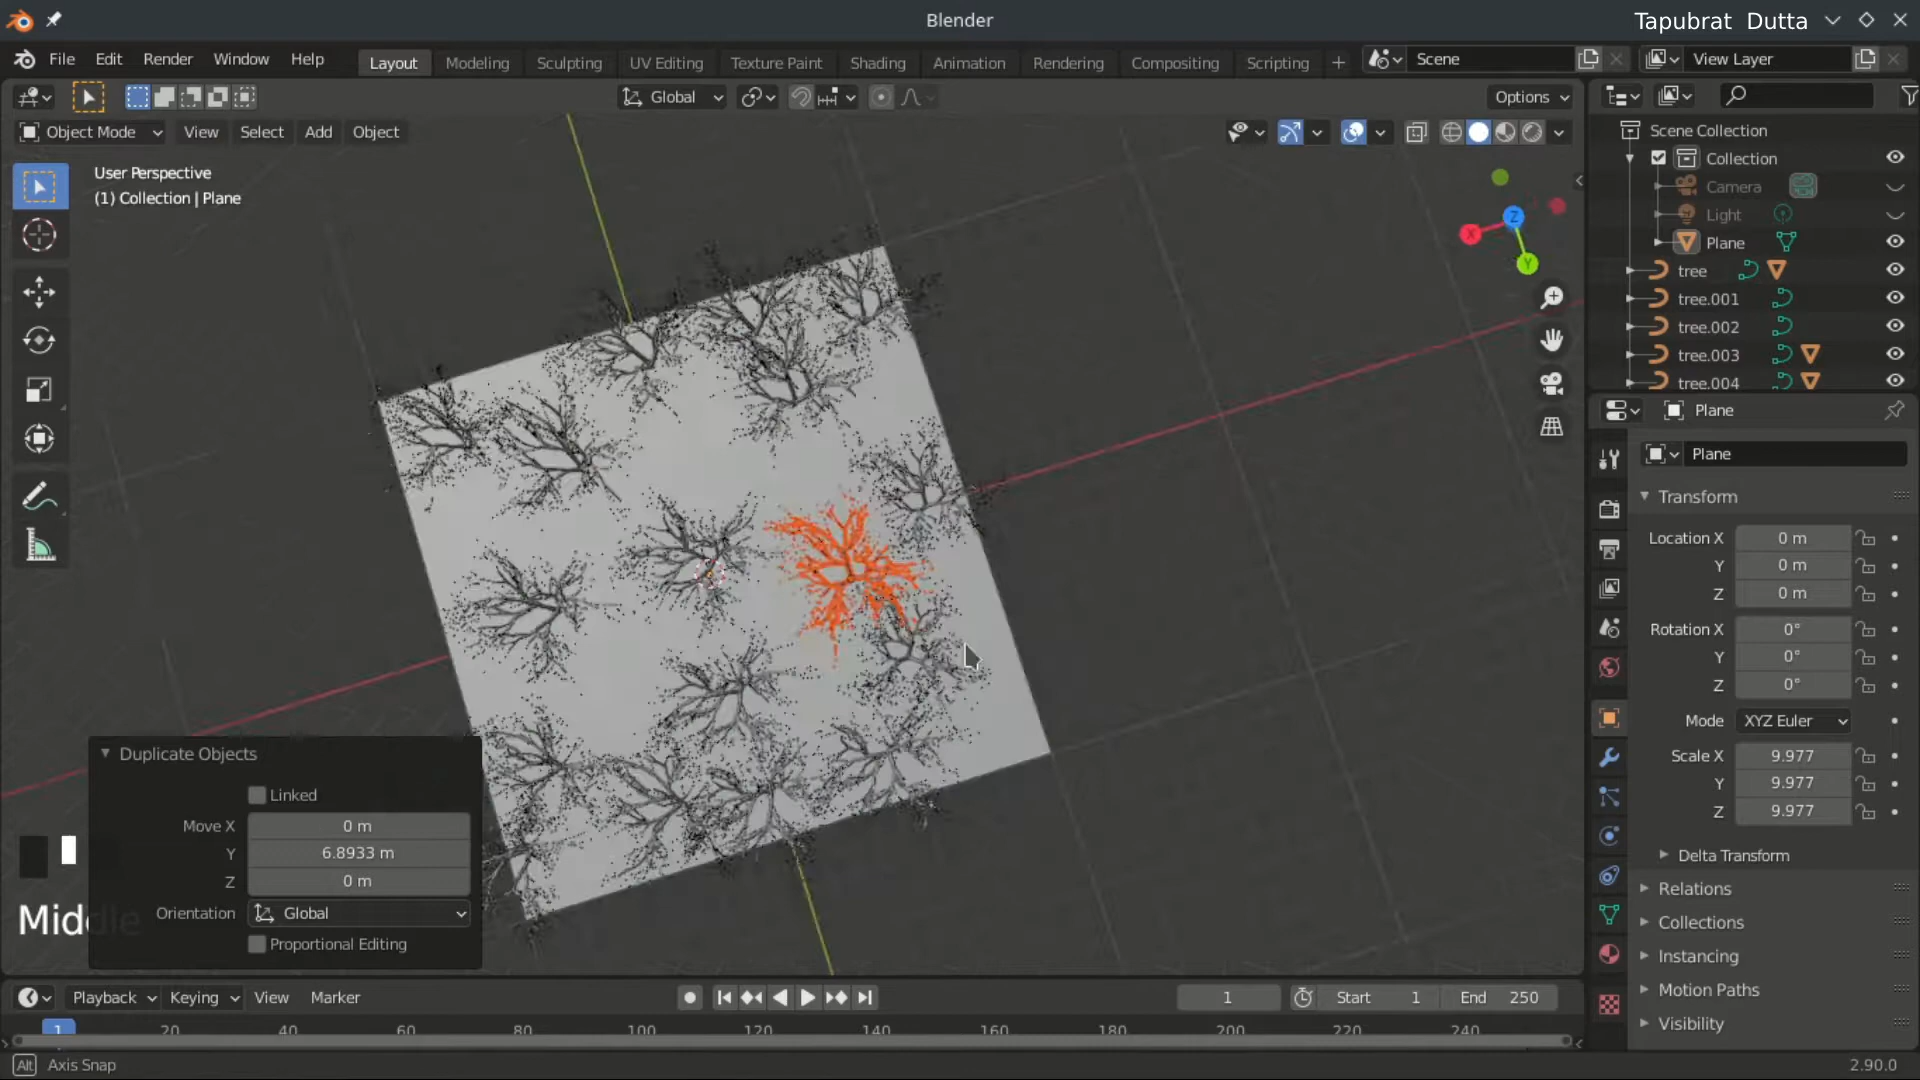 Blender
Tapubrat Dutta
File Edit Render Window Help
Layout Modeling Sculpting UV Editing Texture Paint Shading Animation Rendering Compositing Scripting +
Scene
View Layer
Global
Options
Object Mode View Select Add Object
User Perspective
(1) Collection | Plane
X
Y
Z
Scene Collection
Collection
Camera
Light
Plane
tree
tree.001
tree.002
tree.003
tree.004
Plane
Plane
Transform
Location X 0 m
Y 0 m
Z 0 m
Rotation X 0°
Y 0°
Z 0°
Mode XYZ Euler
Scale X 9.977
Y 9.977
Z 9.977
Delta Transform
Relations
Collections
Instancing
Motion Paths
Visibility
Duplicate Objects
Linked
Move X 0 m
Y 6.8933 m
Z 0 m
Orientation Global
Proportional Editing
Middle
Playback Keying View Marker
1
Start 1
End 250
1 20 40 60 80 100 120 140 160 180 200 220 240
Alt Axis Snap
2.90.0